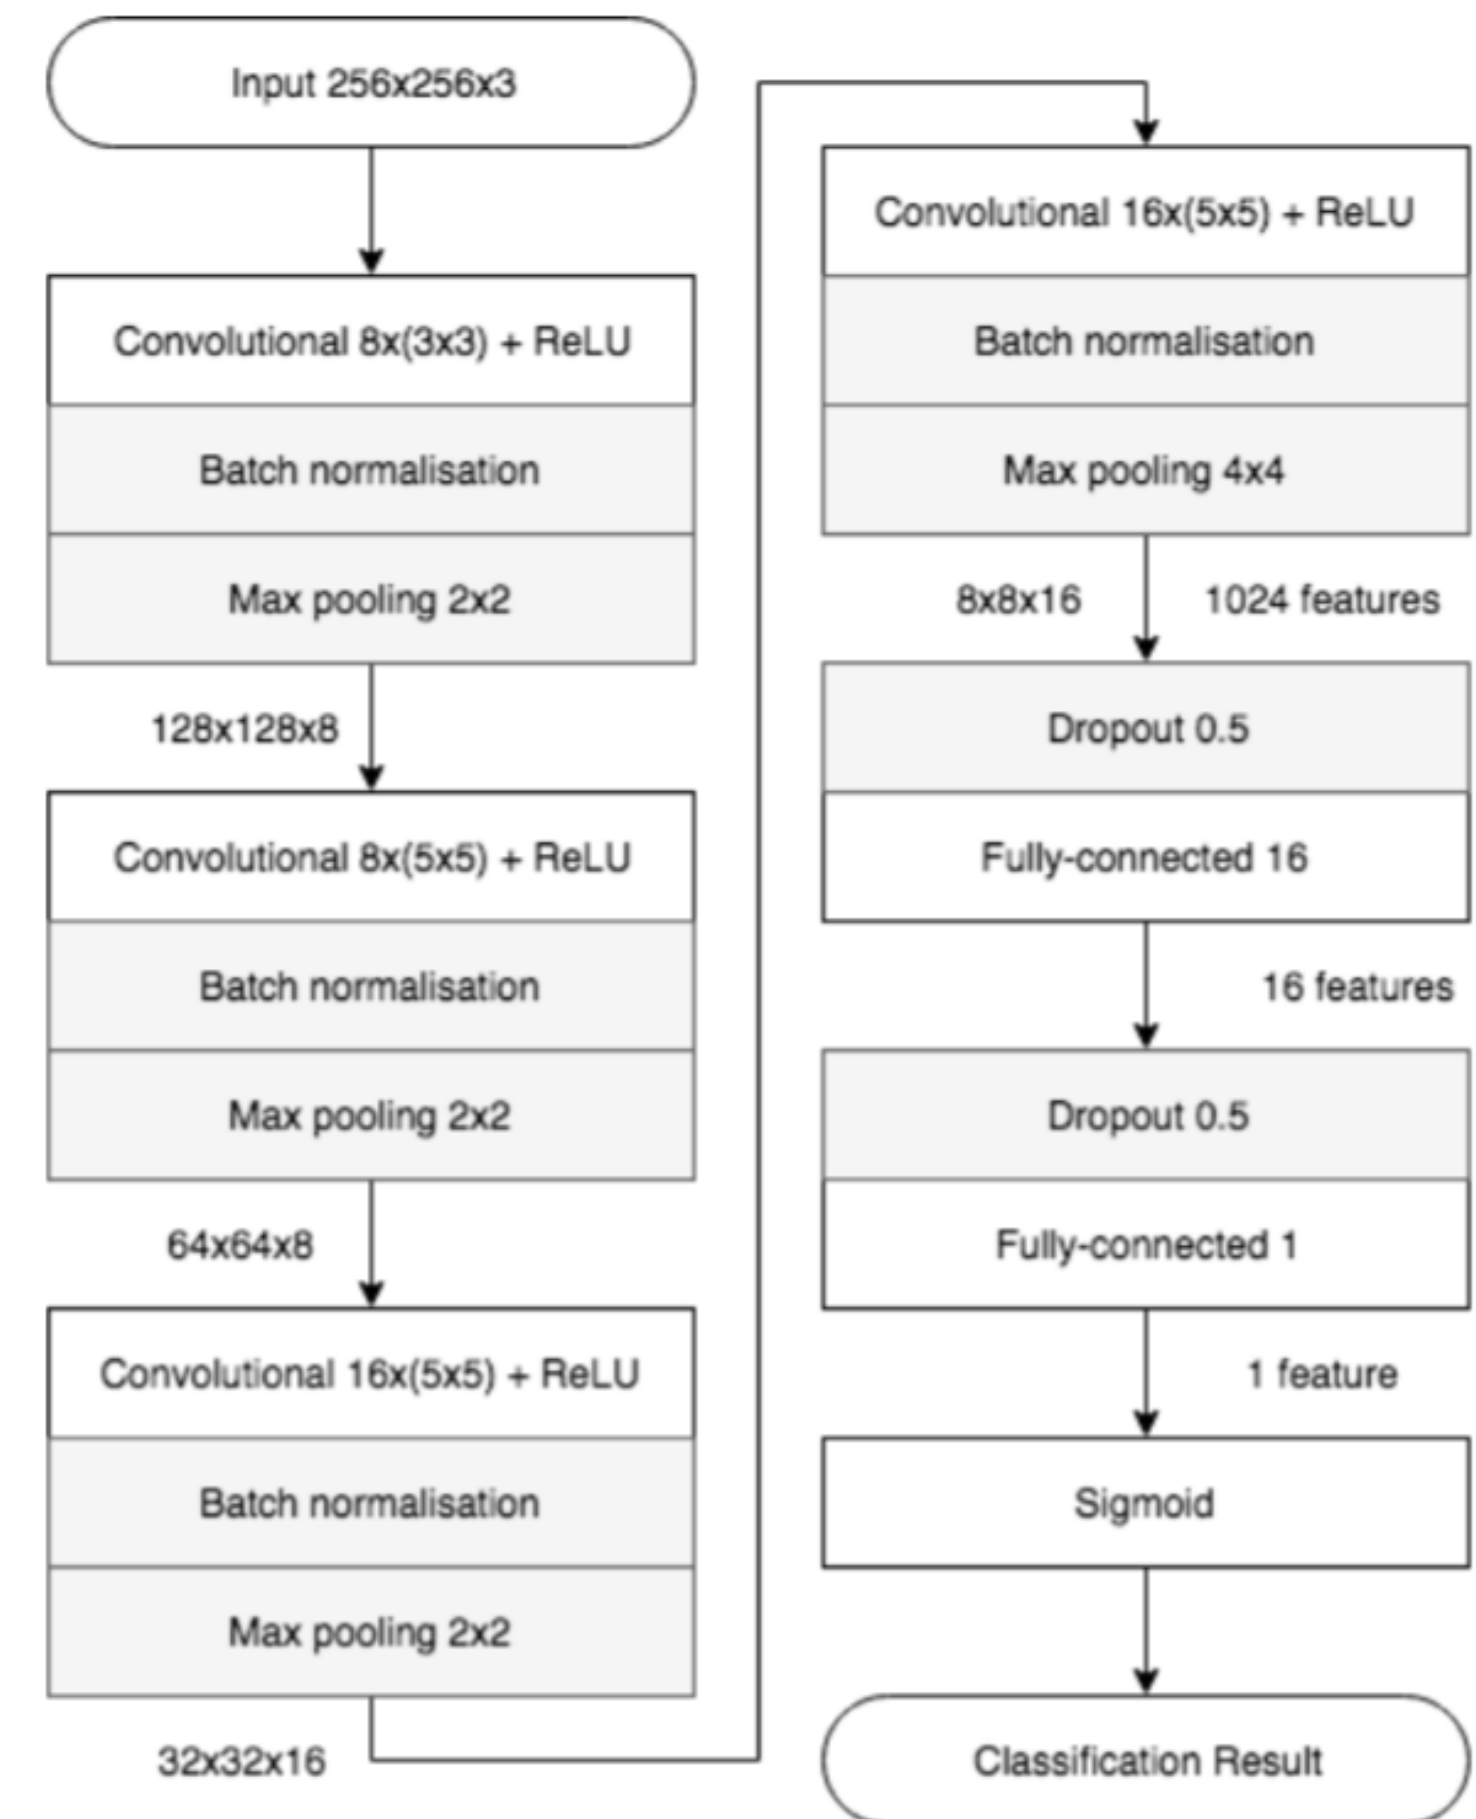 Input 256x256x3
Convolutional 8x(3x3) + ReLU
Batch normalisation
Max pooling 2x2
128x128x8
Convolutional 8x(5x5) + ReLU
Batch normalisation
Max pooling 2x2
64x64x8
Convolutional 16x(5x5) + ReLU
Batch normalisation
Max pooling 2x2
32x32x16
Convolutional 16x(5x5) + ReLU
Batch normalisation
Max pooling 4x4
8x8x16 1024 features
Dropout 0.5
Fully-connected 16
16 features
Dropout 0.5
Fully-connected 1
1 feature
Sigmoid
Classification Result